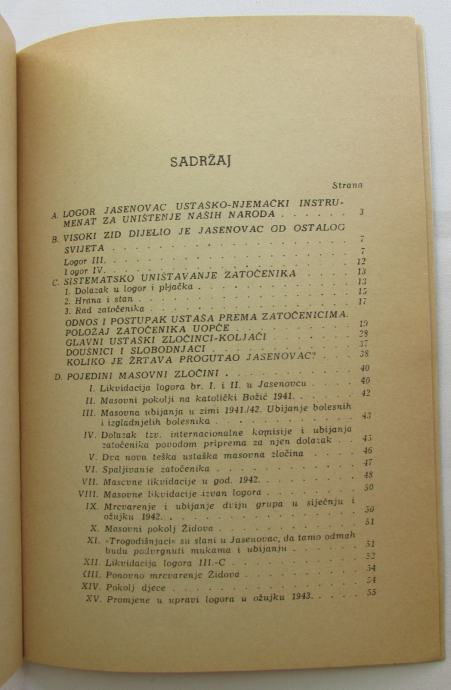 SADRŽAJ
Strana
A. LOGOR JASENOVAC USTAŠKO-NJEMAČKI INSTRU-
MENAT ZA UNIŠTENJE NAŠIH NARODA . . . . . . 3
B. VISOKI ZID DIJELIO JE JASENOVAC OD OSTALOG
SVIJETA . . . . . . 7
Logor III. . . . . . . 7
Logor IV. . . . . . . 12
C. SISTEMATSKO UNIŠTAVANJE ZATOČENIKA . . . . . . 13
1. Dolazak u logor i pljačka . . . . . . 13
2. Hrana i stan . . . . . . 15
3. Rad zatočenika . . . . . . 17
ODNOS I POSTUPAK USTAŠA PREMA ZATOČENICIMA.
POLOŽAJ ZATOČENIKA UOPČE . . . . . . 19
GLAVNI USTAŠKI ZLOČINCI-KOLJAČI . . . . . . 28
DOUSNICI I SLOBODNJACI . . . . . . 37
KOLIKO JE ŽRTAVA PROGUTAO JASENOVAC? . . . . . . 38
D. POJEDINI MASOVNI ZLOČINI . . . . . . 40
I. Likvidacija logora br. I. i II. u Jasenovcu . . . . . . 40
II. Masovni pokolji na katolički Božić 1941. . . . . . . 42
III. Masovna ubijanja u zimi 1941./42. Ubijanje bolesnih
i izgladnjelih bolesnika . . . . . . 43
IV. Dolazak tzv. internacionalne komisije i ubijanja
zatočenika povodom priprema za njen dolazak . . 45
V. Dva nova teška ustaška masovna zločina . . . . . . 46
VI. Spaljivanje zatočenika . . . . . . 47
VII. Masovne likvidacije u god. 1942. . . . . . . 48
VIII. Masovne likvidacije izvan logora . . . . . . 50
IX. Mrcvarenje i ubijanje dviju grupa u siječnju i
ožujku 1942. . . . . . . 50
X. Masovni pokolj Židova . . . . . . 51
XI. »Trogodišnjaci« su slani u Jasenovac, da tamo odmah
budu podvrgnuti mukama i ubijanju . . . . . . 51
XII. Likvidacija logora III.-C . . . . . . 52
XIII. Ponovno mrcvarenje Židova . . . . . . 54
XIV. Pokolj djece . . . . . . 54
XV. Promjene u upravi logora u ožujku 1943. . . . . . 55